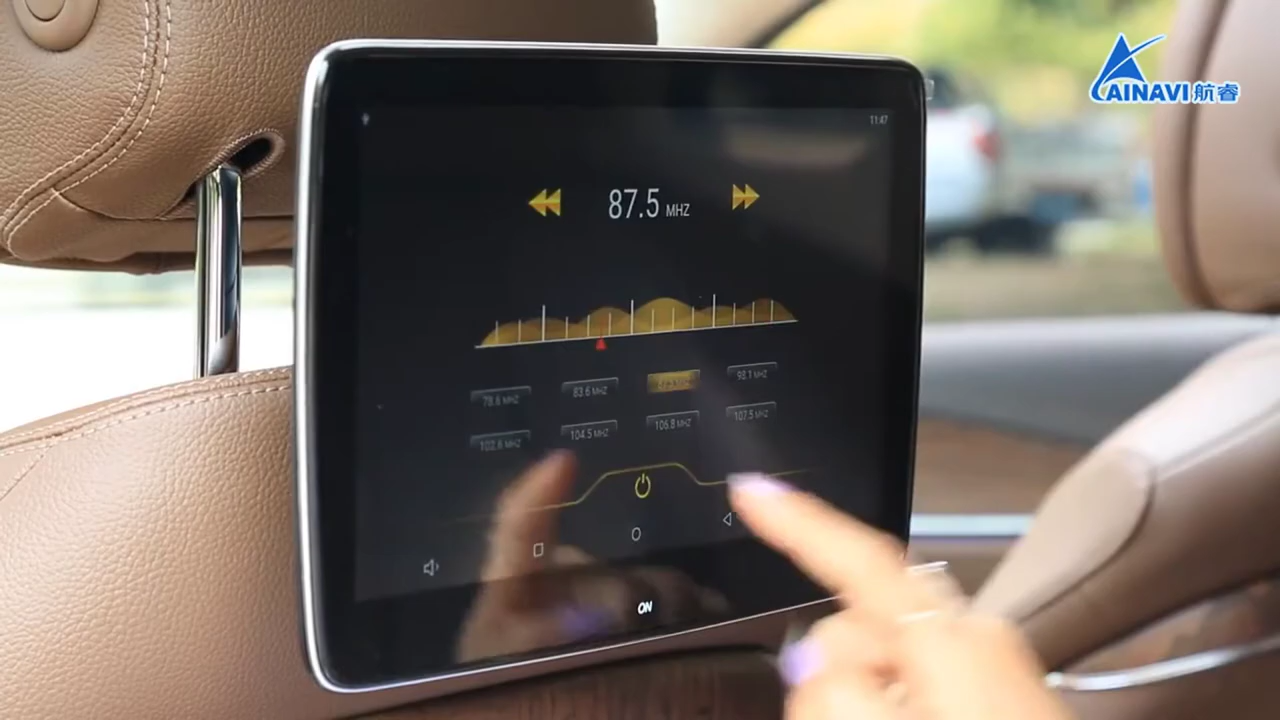 AINAVI航睿
11:47
87.5 MHZ
78.6 MHZ
83.6 MHZ
98.1 MHZ
102.6 MHZ
104.5 MHZ
106.8 MHZ
107.5 MHZ
ON